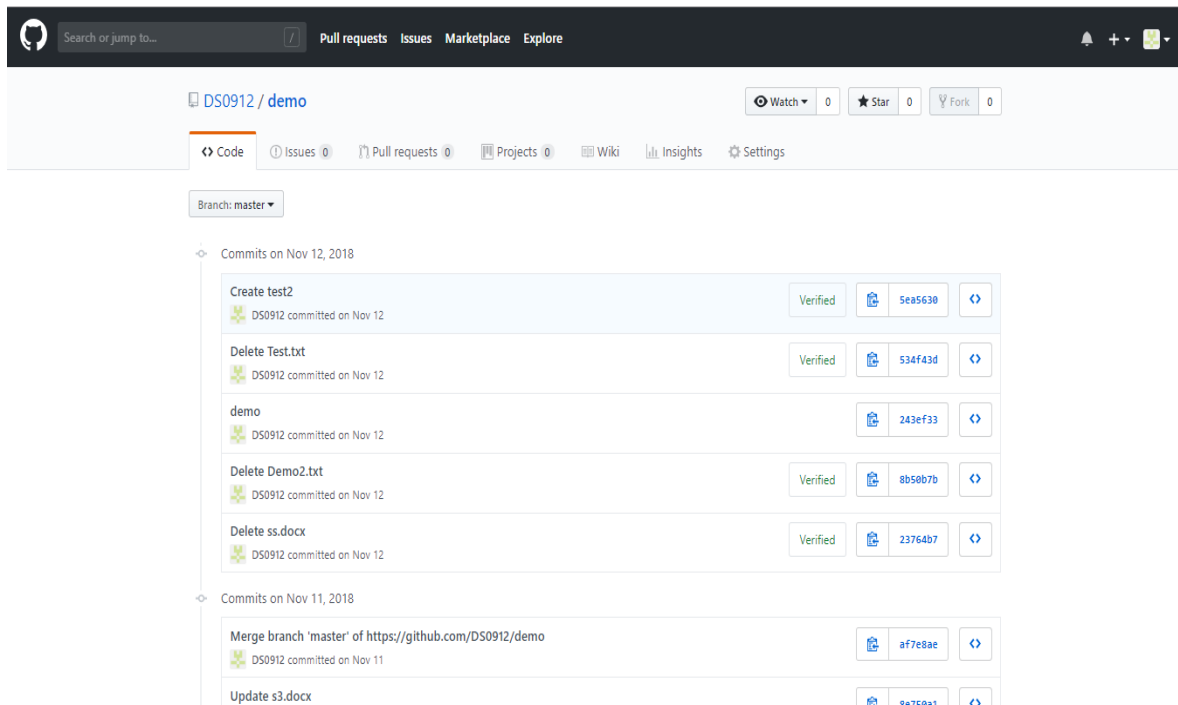 Search or jump to... /
Pull requests Issues Marketplace Explore
DS0912 / demo
Watch 0 Star 0 Fork 0
Code Issues 0 Pull requests 0 Projects 0 Wiki Insights Settings
Branch: master
Commits on Nov 12, 2018
Create test2
DS0912 committed on Nov 12
Verified 5ea5630
Delete Test.txt
DS0912 committed on Nov 12
Verified 534f43d
demo
DS0912 committed on Nov 12
243ef33
Delete Demo2.txt
DS0912 committed on Nov 12
Verified 8b50b7b
Delete ss.docx
DS0912 committed on Nov 12
Verified 23764b7
Commits on Nov 11, 2018
Merge branch 'master' of https://github.com/DS0912/demo
DS0912 committed on Nov 11
af7e8ae
Update s3.docx